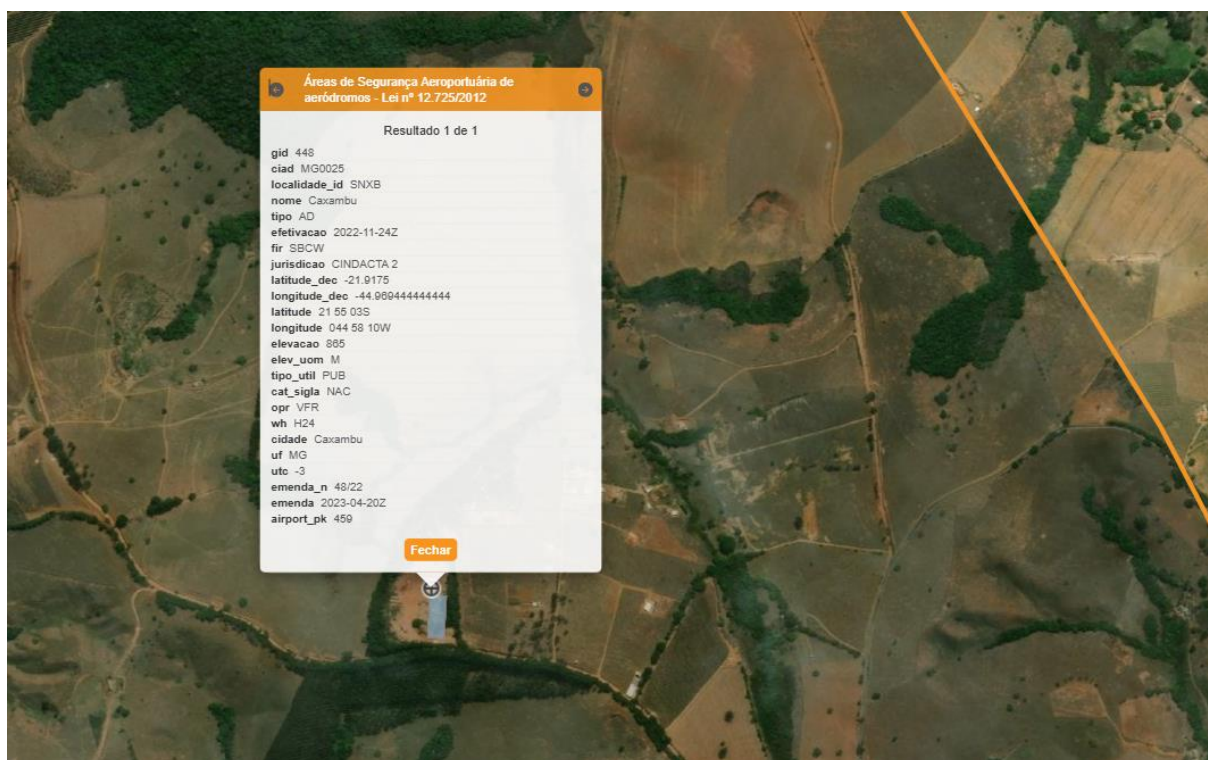 Áreas de Segurança Aeroportuária de
aeródromos - Lei nº 12.725/2012
Resultado 1 de 1
gid 448
ciad MG0025
localidade_id SNXB
nome Caxambu
tipo AD
efetivacao 2022-11-24Z
fir SBCW
jurisdicao CINDACTA 2
latitude_dec -21.9175
longitude_dec -44.969444444444
latitude 21 55 03S
longitude 044 58 10W
elevacao 865
elev_uom M
tipo_util PUB
cat_sigla NAC
opr VFR
wh H24
cidade Caxambu
uf MG
utc -3
emenda_n 48/22
emenda 2023-04-20Z
airport_pk 459
Fechar